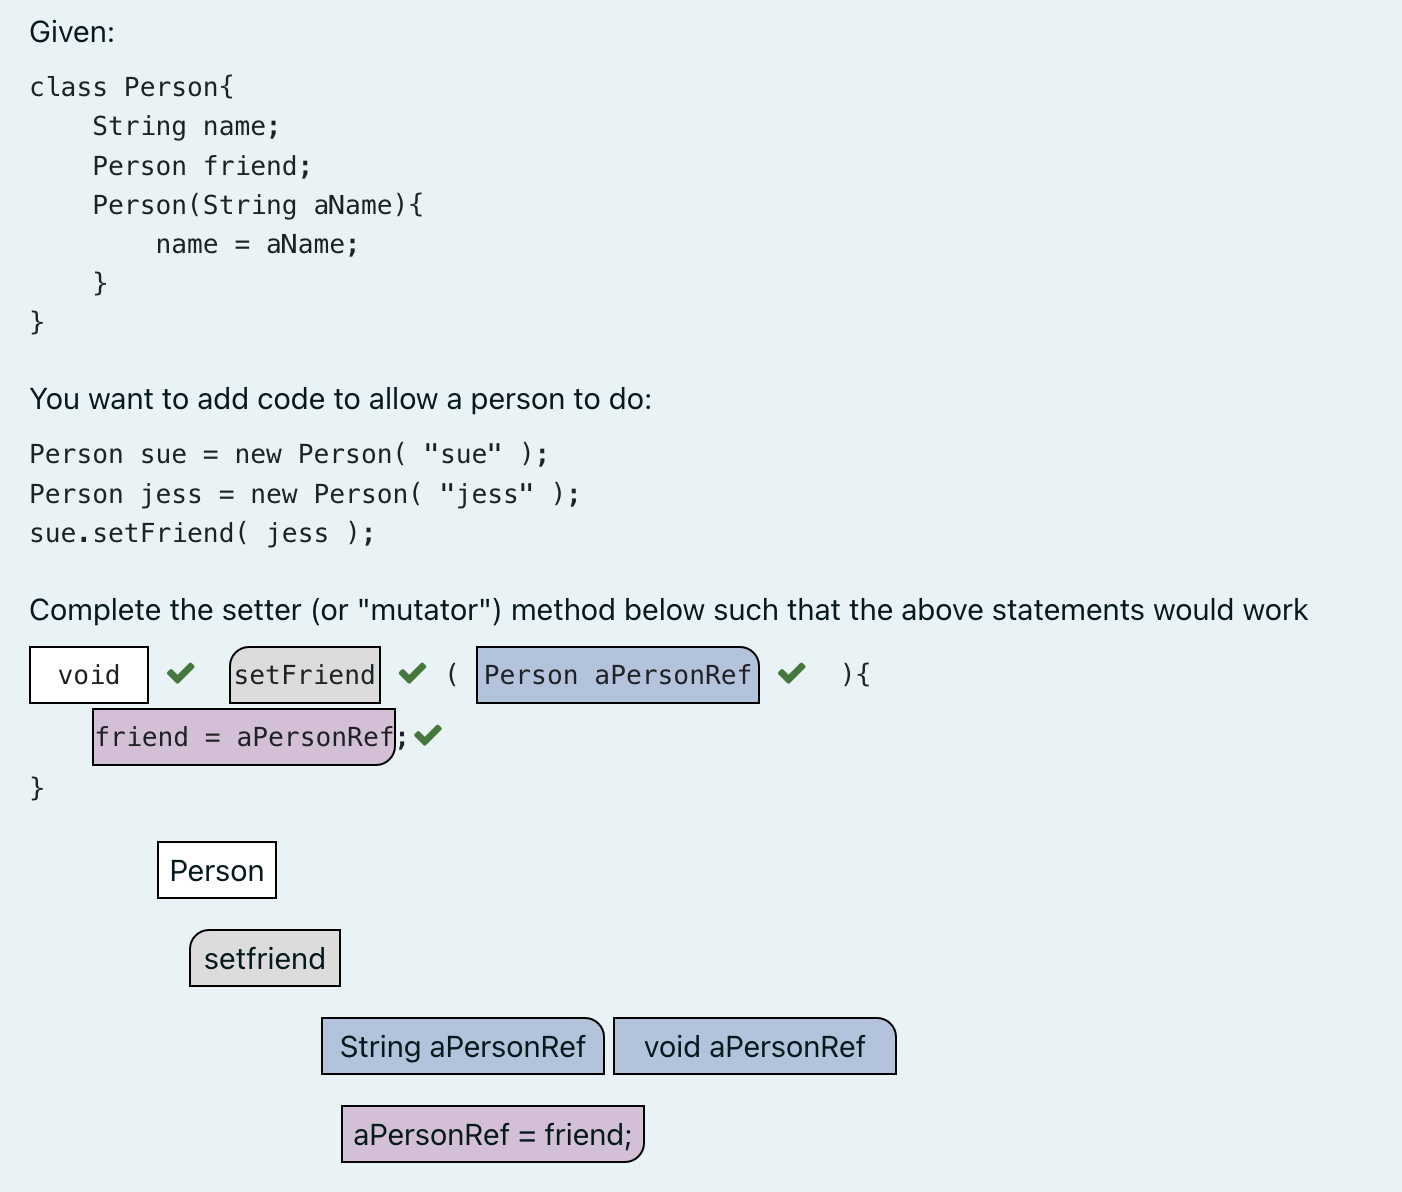 Given:
class Person{
    String name;
    Person friend;
    Person(String aName){
        name = aName;
    }
}
You want to add code to allow a person to do:
Person sue = new Person( "sue" );
Person jess = new Person( "jess" );
sue.setFriend( jess );
Complete the setter (or "mutator") method below such that the above statements would work
void setFriend ( Person aPersonRef ){
    friend = aPersonRef;
}
Person
setfriend
String aPersonRef void aPersonRef
aPersonRef = friend;